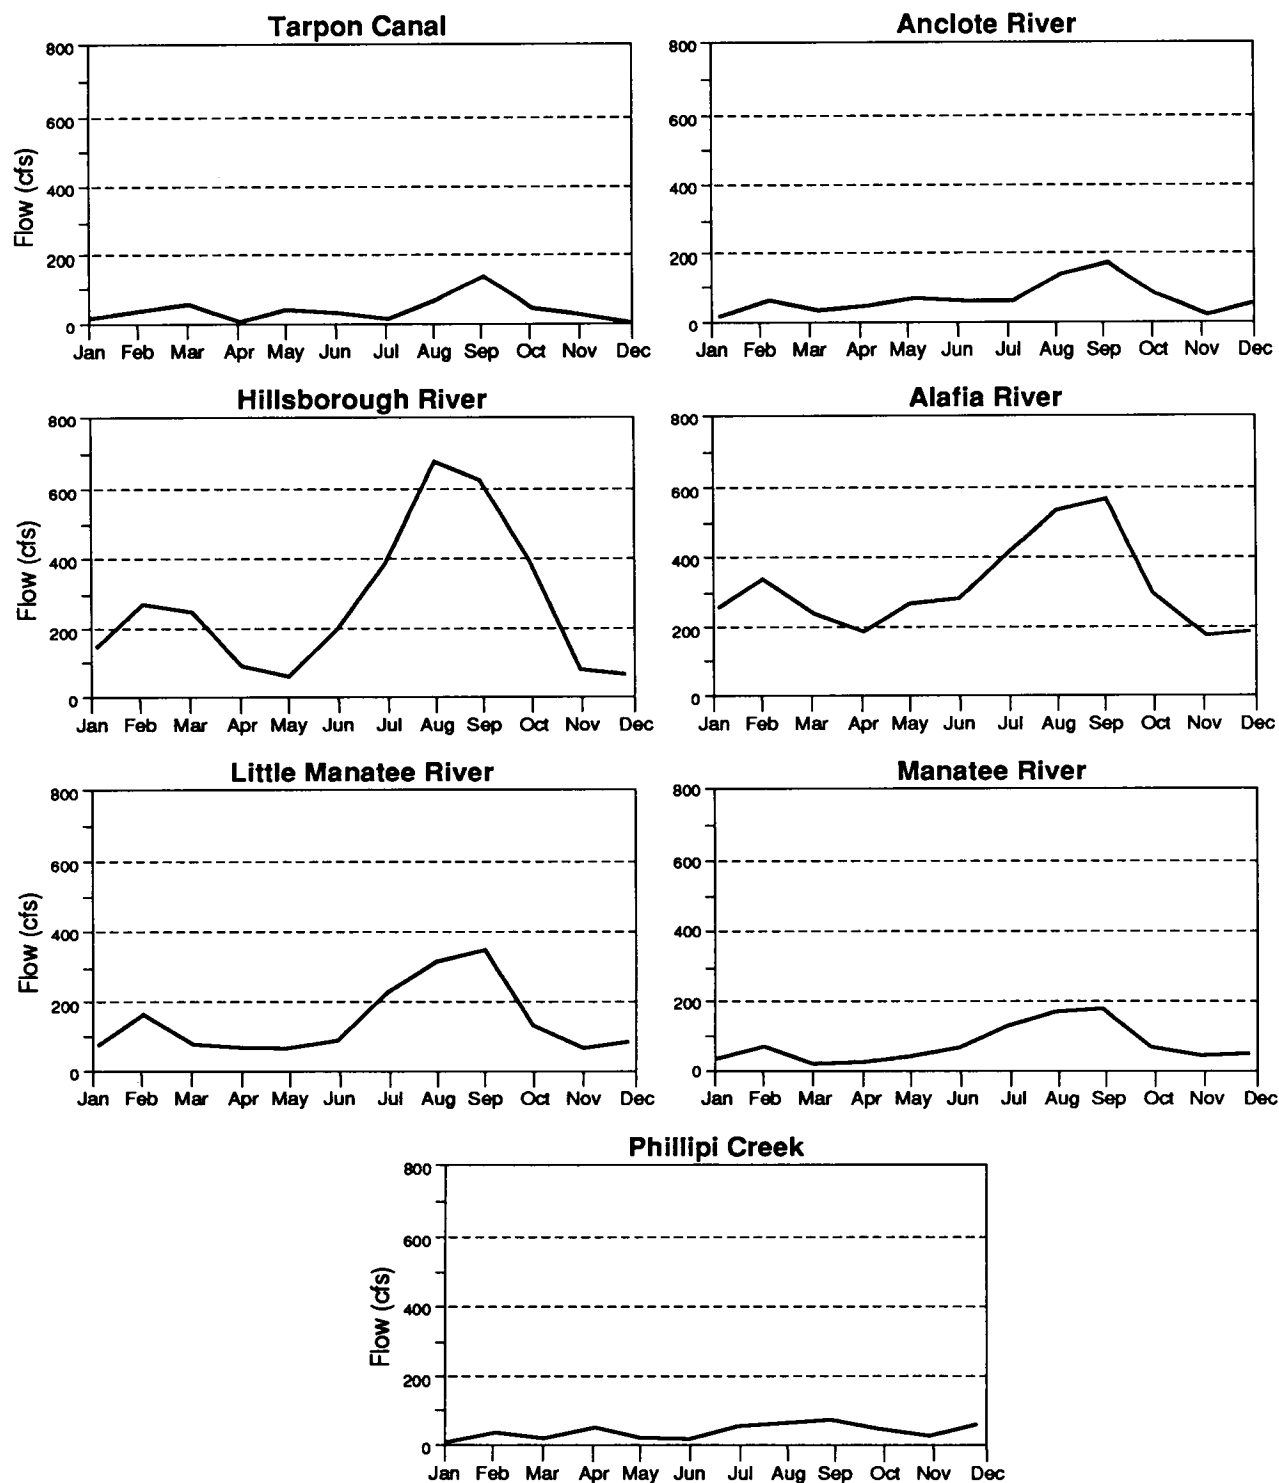 Tarpon Canal
800
600
400
200
0
Flow (cfs)
Jan Feb Mar Apr May Jun Jul Aug Sep Oct Nov Dec
Anclote River
800
600
400
200
0
Jan Feb Mar Apr May Jun Jul Aug Sep Oct Nov Dec
Hillsborough River
800
600
400
200
0
Flow (cfs)
Jan Feb Mar Apr May Jun Jul Aug Sep Oct Nov Dec
Alafia River
800
600
400
200
0
Jan Feb Mar Apr May Jun Jul Aug Sep Oct Nov Dec
Little Manatee River
800
600
400
200
0
Flow (cfs)
Jan Feb Mar Apr May Jun Jul Aug Sep Oct Nov Dec
Manatee River
800
600
400
200
0
Jan Feb Mar Apr May Jun Jul Aug Sep Oct Nov Dec
Phillipi Creek
800
600
400
200
0
Flow (cfs)
Jan Feb Mar Apr May Jun Jul Aug Sep Oct Nov Dec